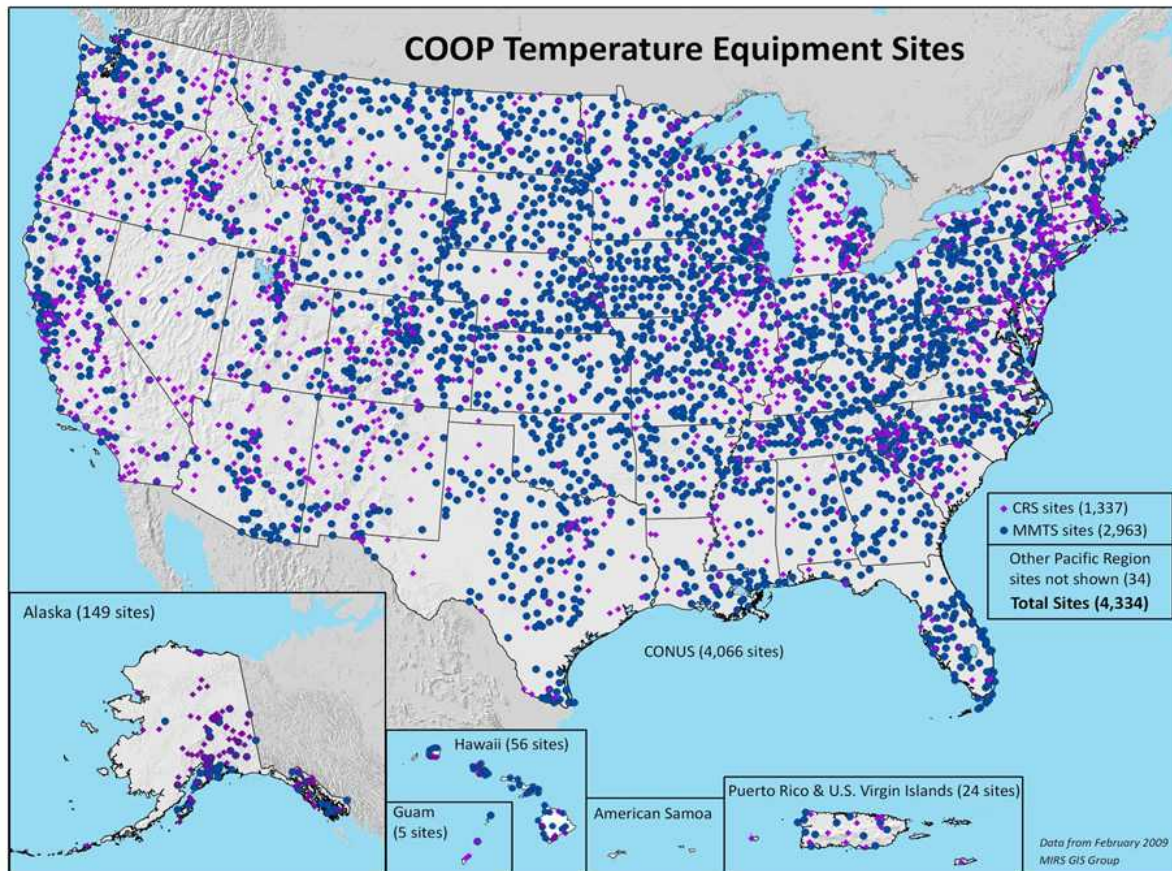 COOP Temperature Equipment Sites
CRS sites (1,337)
MMTS sites (2,963)
Other Pacific Region
sites not shown (34)
Total Sites (4,334)
CONUS (4,066 sites)
Alaska (149 sites)
Hawaii (56 sites)
Guam
(5 sites)
American Samoa
Puerto Rico & U.S. Virgin Islands (24 sites)
Data from February 2009
MIRS GIS Group